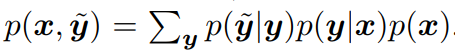 p(x, ỹ) = ∑_y p(ỹ|y)p(y|x)p(x).